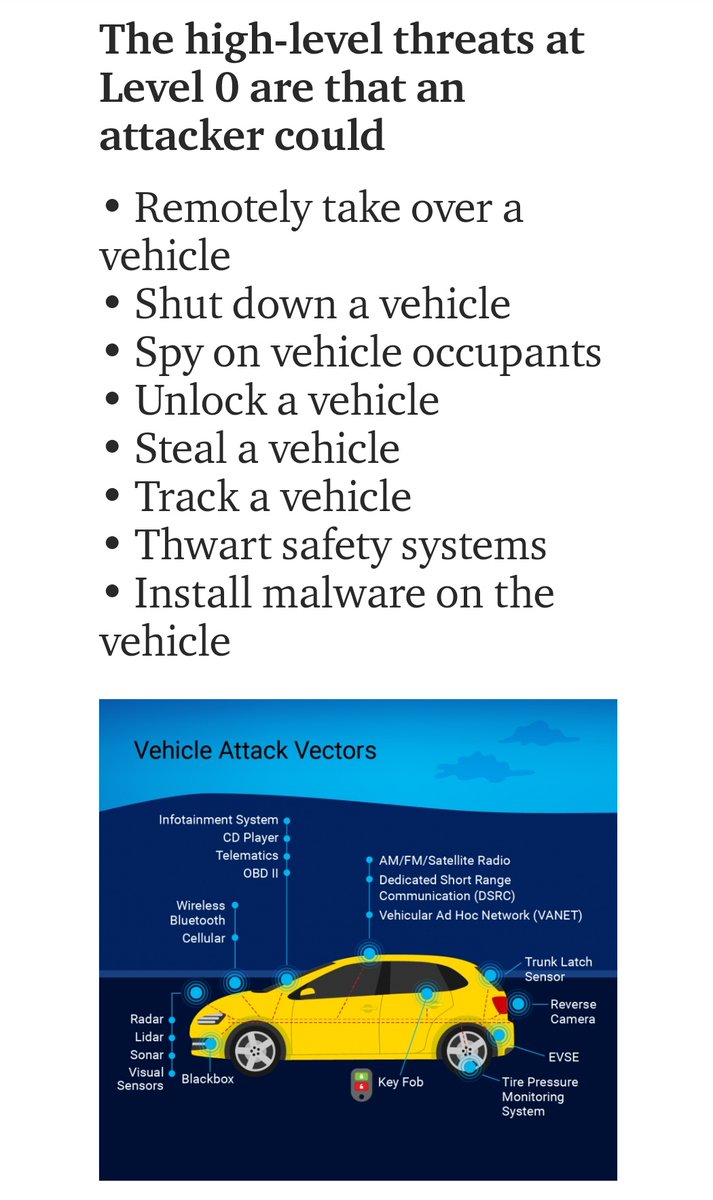 The high-level threats at
Level 0 are that an
attacker could
• Remotely take over a
vehicle
• Shut down a vehicle
• Spy on vehicle occupants
• Unlock a vehicle
• Steal a vehicle
• Track a vehicle
• Thwart safety systems
• Install malware on the
vehicle
Vehicle Attack Vectors
Infotainment System
CD Player
Telematics
OBD II
AM/FM/Satellite Radio
Dedicated Short Range
Communication (DSRC)
Vehicular Ad Hoc Network (VANET)
Wireless
Bluetooth
Cellular
Trunk Latch
Sensor
Reverse
Camera
Radar
Lidar
Sonar
Visual
Sensors
Blackbox
Key Fob
EVSE
Tire Pressure
Monitoring
System